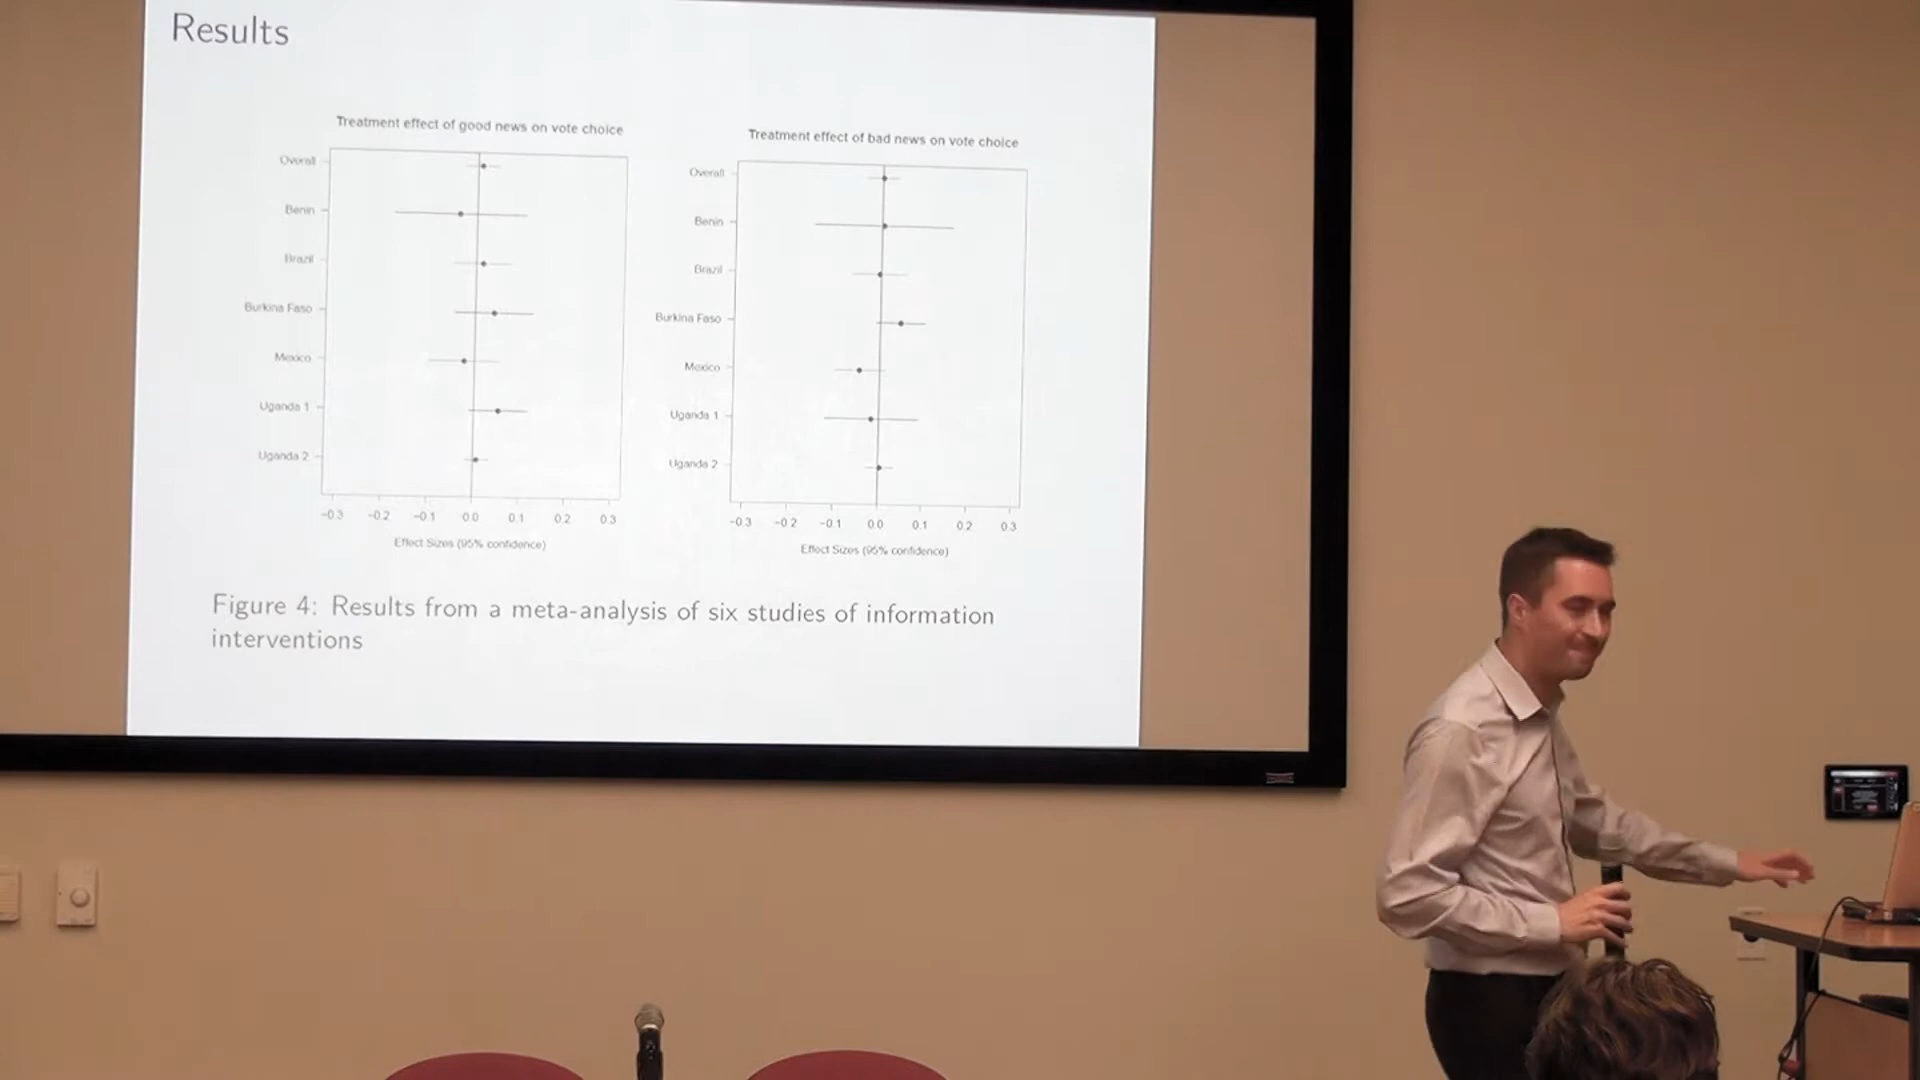 Results
Treatment effect of good news on vote choice
Overall
Benin
Brazil
Burkina Faso
Mexico
Uganda 1
Uganda 2
−0.3 −0.2 −0.1 0.0 0.1 0.2 0.3
Effect Sizes (95% confidence)
Treatment effect of bad news on vote choice
Overall
Benin
Brazil
Burkina Faso
Mexico
Uganda 1
Uganda 2
−0.3 −0.2 −0.1 0.0 0.1 0.2 0.3
Effect Sizes (95% confidence)
Figure 4: Results from a meta-analysis of six studies of information
interventions